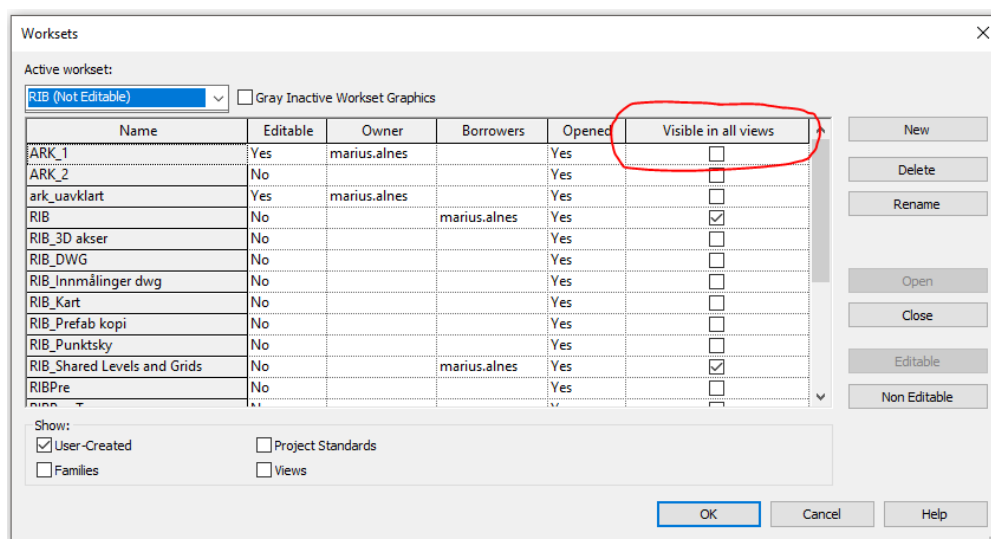 Worksets
Active workset:
RIB (Not Editable)
Gray Inactive Workset Graphics
Name Editable Owner Borrowers Opened Visible in all views
ARK_1 Yes marius.alnes Yes
ARK_2 No Yes
ark_uavklart Yes marius.alnes Yes
RIB No marius.alnes Yes
RIB_3D akser No Yes
RIB_DWG No Yes
RIB_Innmålinger dwg No Yes
RIB_Kart No Yes
RIB_Prefab kopi No Yes
RIB_Punktsky No Yes
RIB_Shared Levels and Grids No marius.alnes Yes
RIBPre No Yes
New
Delete
Rename
Open
Close
Editable
Non Editable
Show:
User-Created Project Standards
Families Views
OK Cancel Help